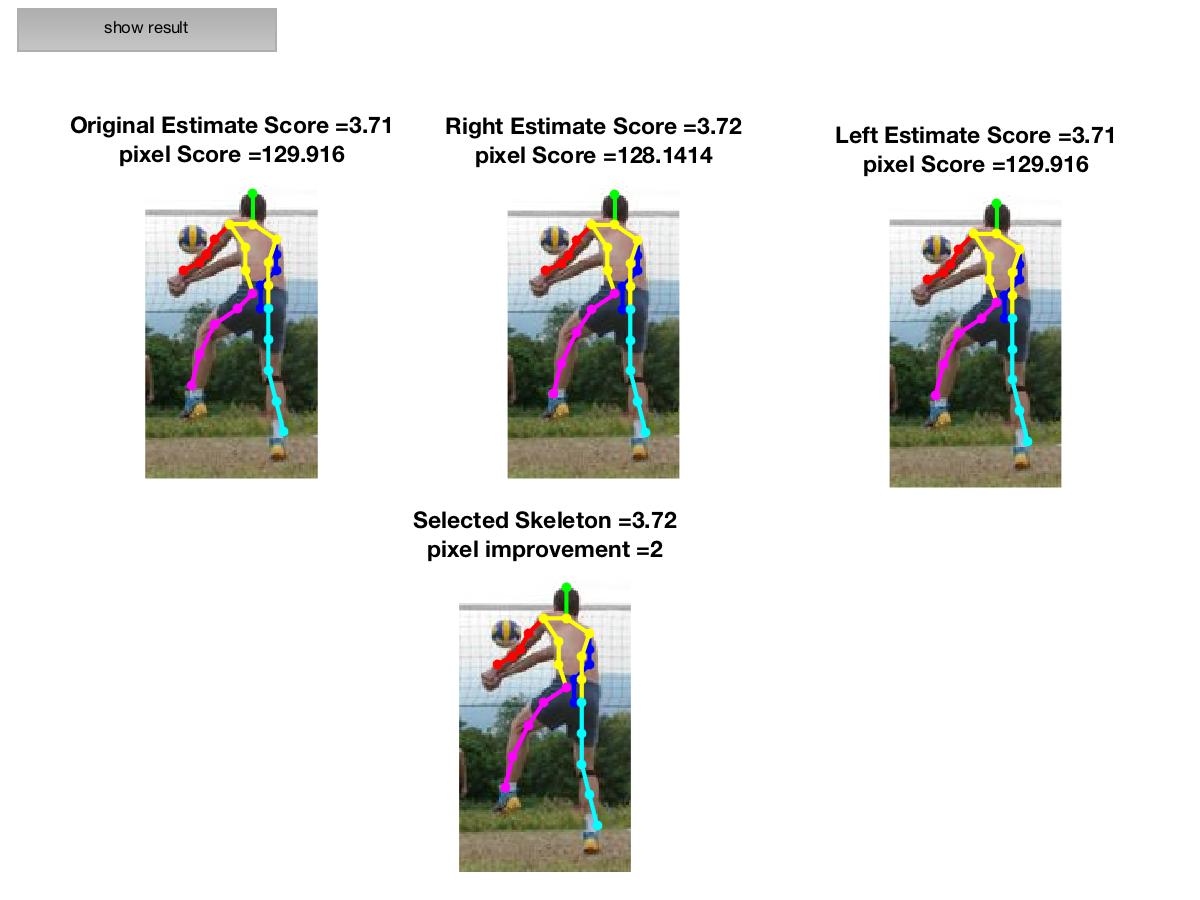 show result
Original Estimate Score =3.71
pixel Score =129.916
Right Estimate Score =3.72
pixel Score =128.1414
Left Estimate Score =3.71
pixel Score =129.916
Selected Skeleton =3.72
pixel improvement =2